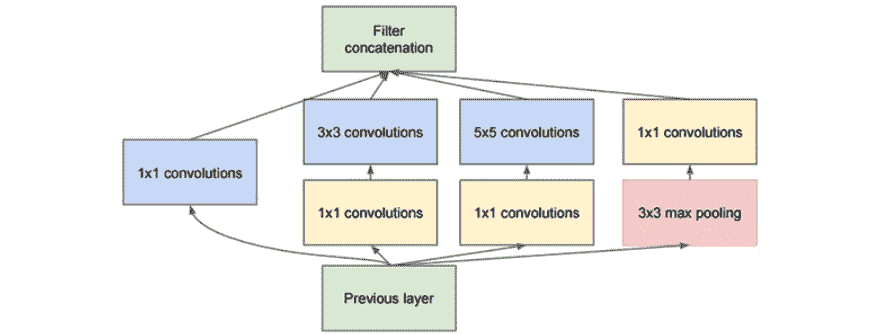 Filter
concatenation
3x3 convolutions
5x5 convolutions
1x1 convolutions
1x1 convolutions
1x1 convolutions
1x1 convolutions
3x3 max pooling
Previous layer